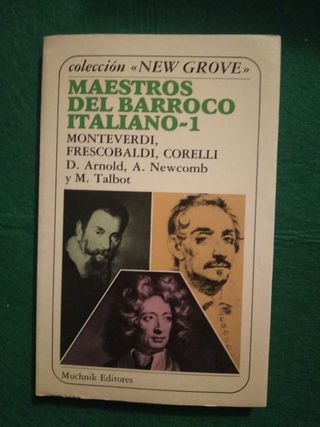 colección «NEW GROVE»
MAESTROS
DEL BARROCO
ITALIANO-1
MONTEVERDI,
FRESCOBALDI, CORELLI
D. Arnold, A. Newcomb
y M. Talbot
Muchnik Editores